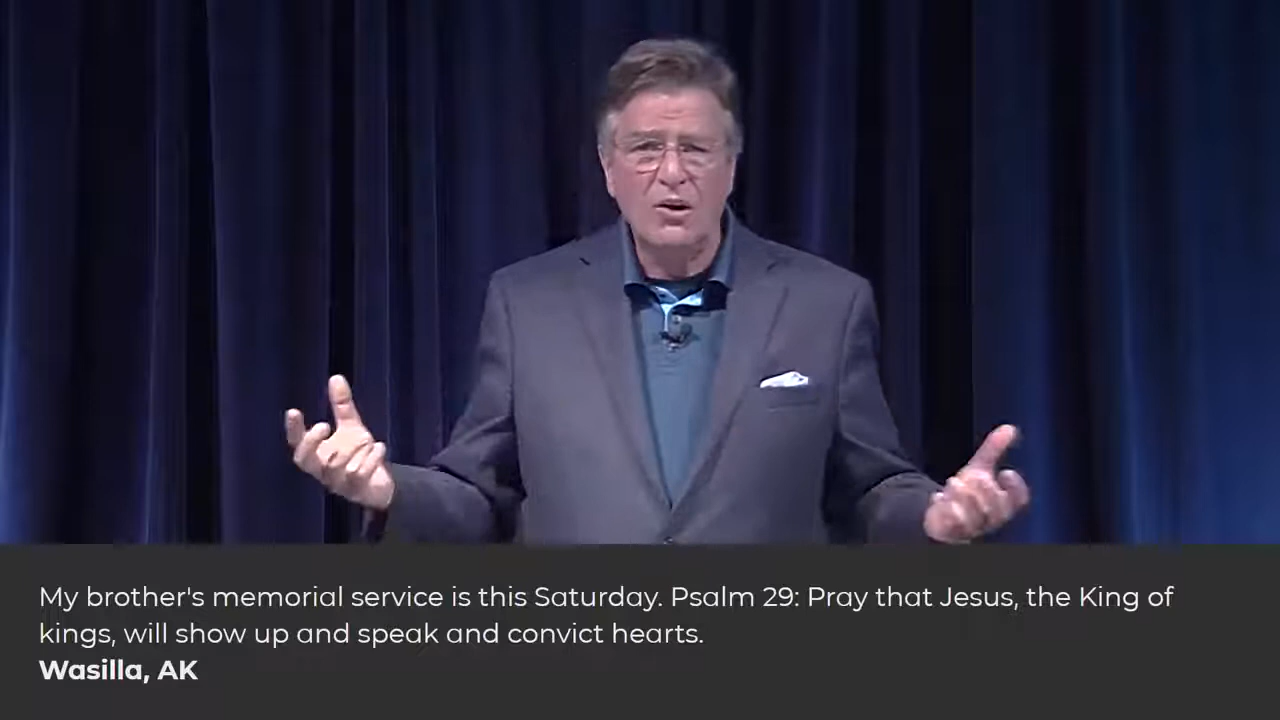 My brother's memorial service is this Saturday. Psalm 29: Pray that Jesus, the King of
kings, will show up and speak and convict hearts.
Wasilla, AK